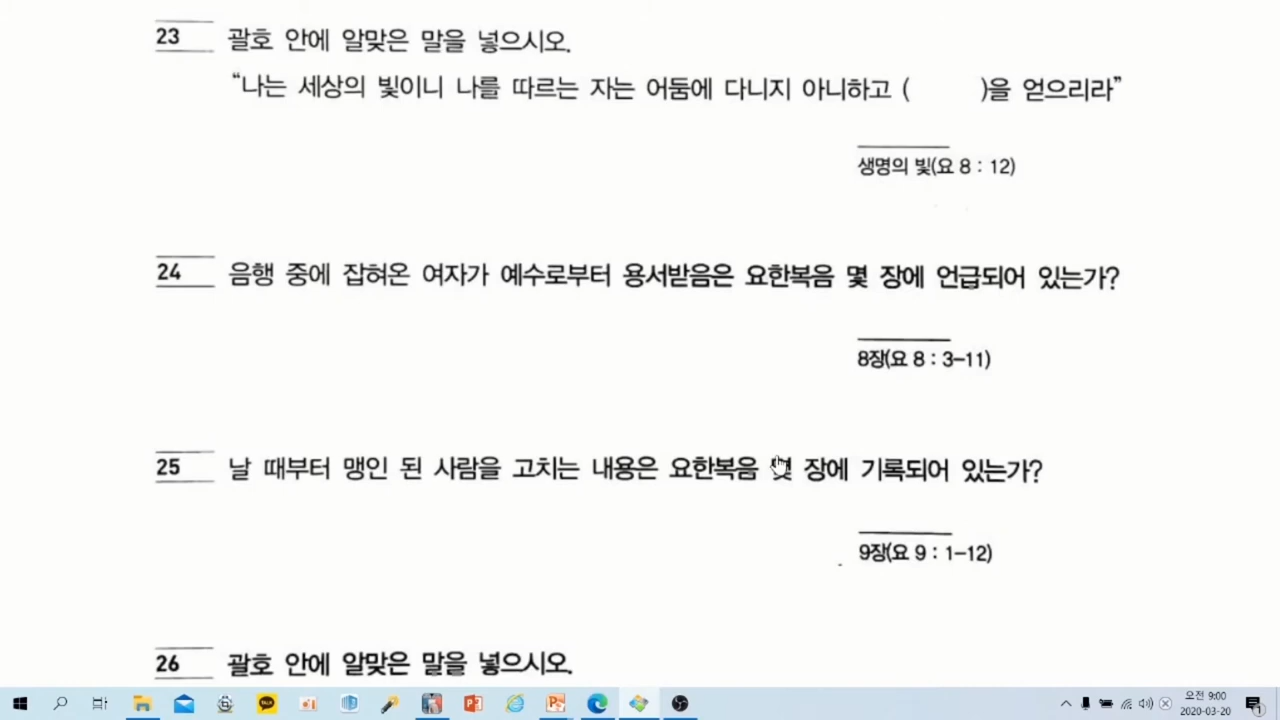 23 괄호 안에 알맞은 말을 넣으시오.
“나는 세상의 빛이니 나를 따르는 자는 어둠에 다니지 아니하고 ( )을 얻으리라”
생명의 빛(요 8 : 12)
24 음행 중에 잡혀온 여자가 예수로부터 용서받음은 요한복음 몇 장에 언급되어 있는가?
8장(요 8 : 3–11)
25 날 때부터 맹인 된 사람을 고치는 내용은 요한복음 몇 장에 기록되어 있는가?
9장(요 9 : 1–12)
26 괄호 안에 알맞은 말을 넣으시오.
TALK
오전 9:00
2020-03-20
1